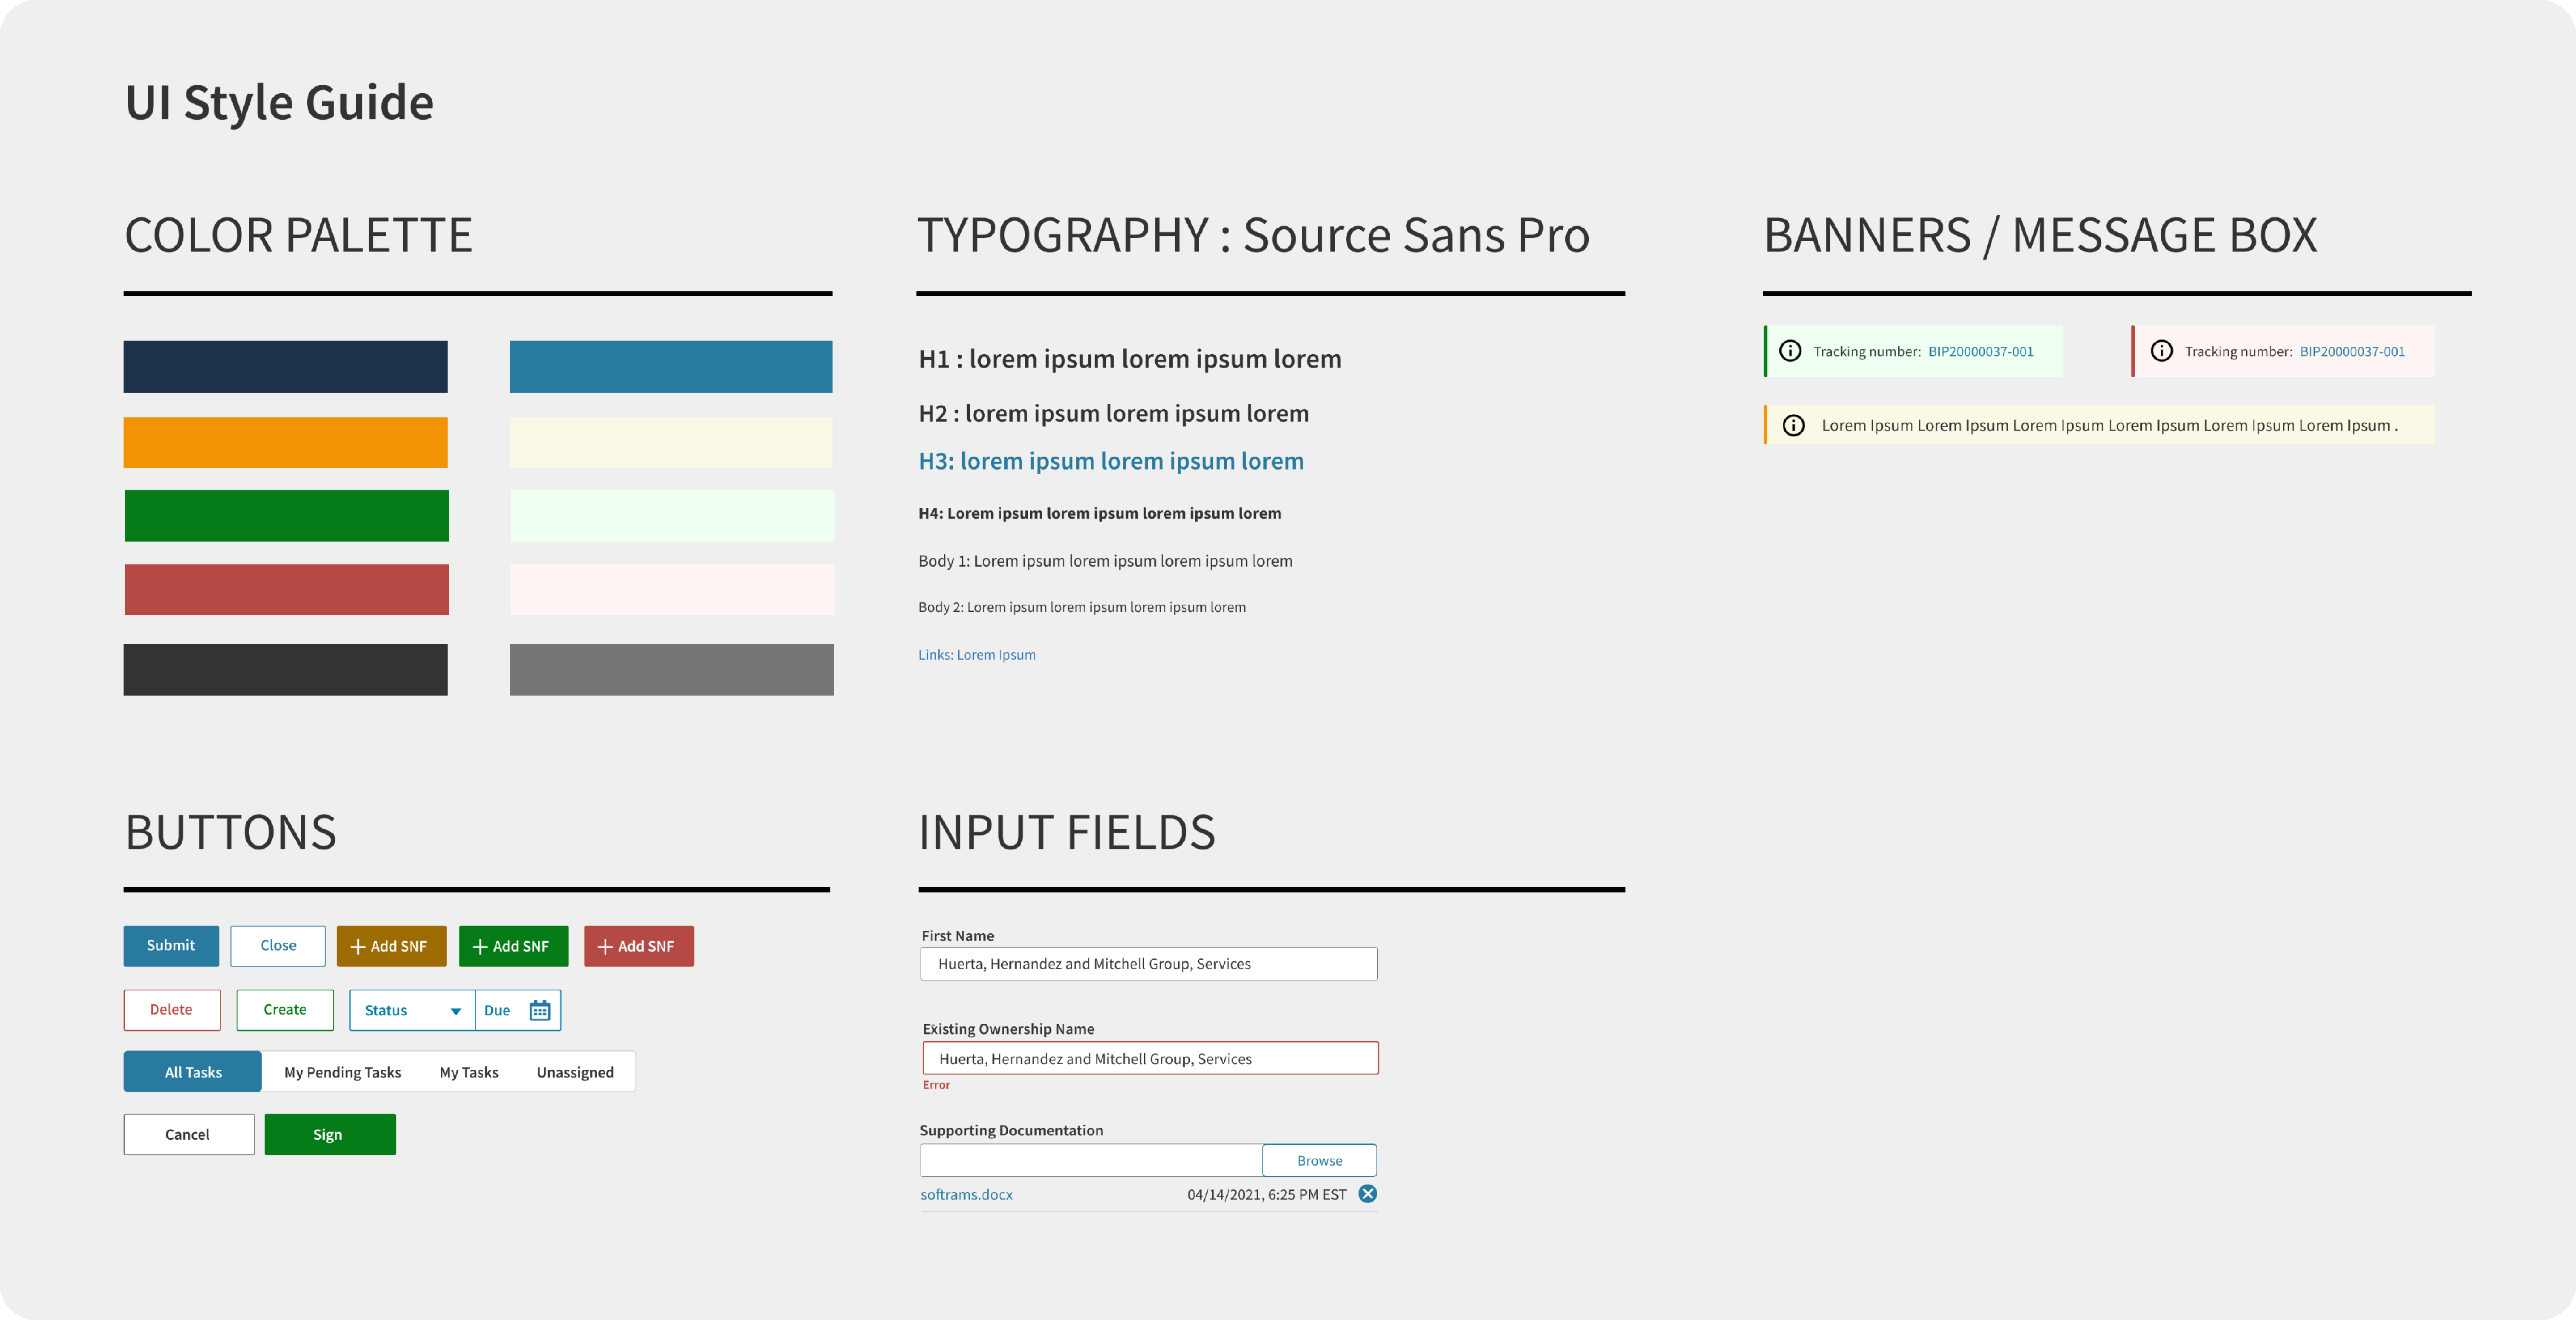 UI Style Guide
COLOR PALETTE
TYPOGRAPHY : Source Sans Pro
H1 : lorem ipsum lorem ipsum lorem
H2 : lorem ipsum lorem ipsum lorem
H3: lorem ipsum lorem ipsum lorem
H4: Lorem ipsum lorem ipsum lorem ipsum lorem
Body 1: Lorem ipsum lorem ipsum lorem ipsum lorem
Body 2: Lorem ipsum lorem ipsum lorem ipsum lorem
Links: Lorem Ipsum
BANNERS / MESSAGE BOX
Tracking number: BIP20000037-001
Tracking number: BIP20000037-001
Lorem Ipsum Lorem Ipsum Lorem Ipsum Lorem Ipsum Lorem Ipsum Lorem Ipsum .
BUTTONS
Submit
Close
+ Add SNF
+ Add SNF
+ Add SNF
Delete
Create
Status
Due
All Tasks
My Pending Tasks
My Tasks
Unassigned
Cancel
Sign
INPUT FIELDS
First Name
Huerta, Hernandez and Mitchell Group, Services
Existing Ownership Name
Huerta, Hernandez and Mitchell Group, Services
Error
Supporting Documentation
Browse
softrams.docx
04/14/2021, 6:25 PM EST